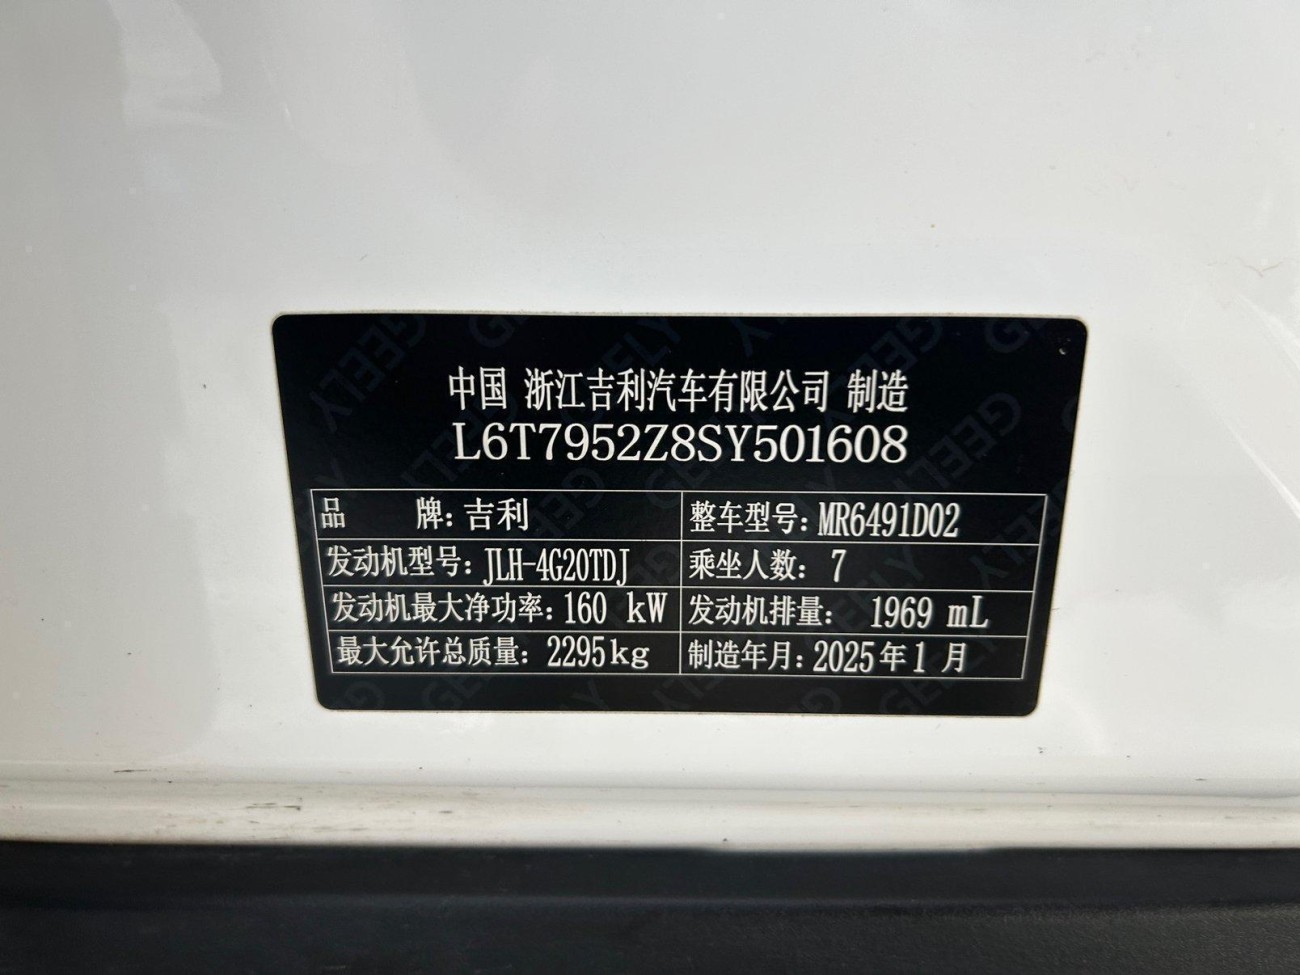 中国 浙江吉利汽车有限公司 制造
L6T7952Z8SY501608
品 牌: 吉利 整车型号: MR6491D02
发动机型号: JLH-4G20TDJ 乘坐人数: 7
发动机最大净功率: 160 kW 发动机排量: 1969 mL
最大允许总质量: 2295kg 制造年月: 2025年1月
GEELY